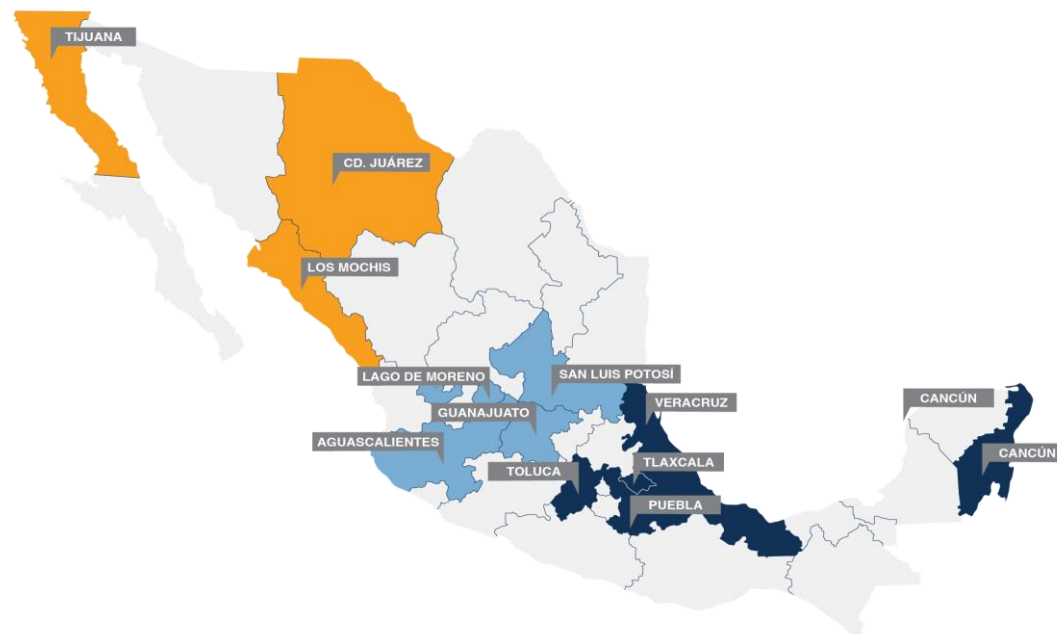 TIJUANA
CD. JUÁREZ
LOS MOCHIS
LAGO DE MORENO
SAN LUIS POTOSÍ
GUANAJUATO
VERACRUZ
CANCÚN
AGUASCALIENTES
TOLUCA
TLAXCALA
CANCÚN
PUEBLA